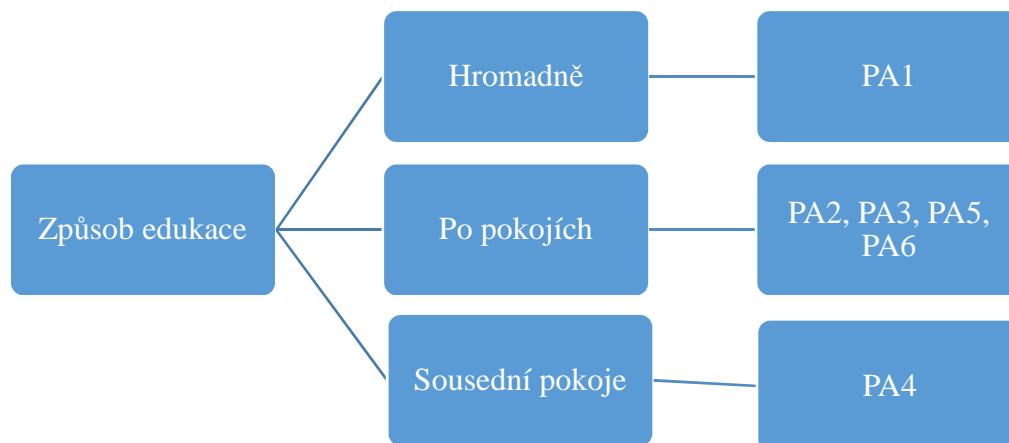 Způsob edukace
Hromadně
PA1
Po pokojích
PA2, PA3, PA5,
PA6
Sousední pokoje
PA4